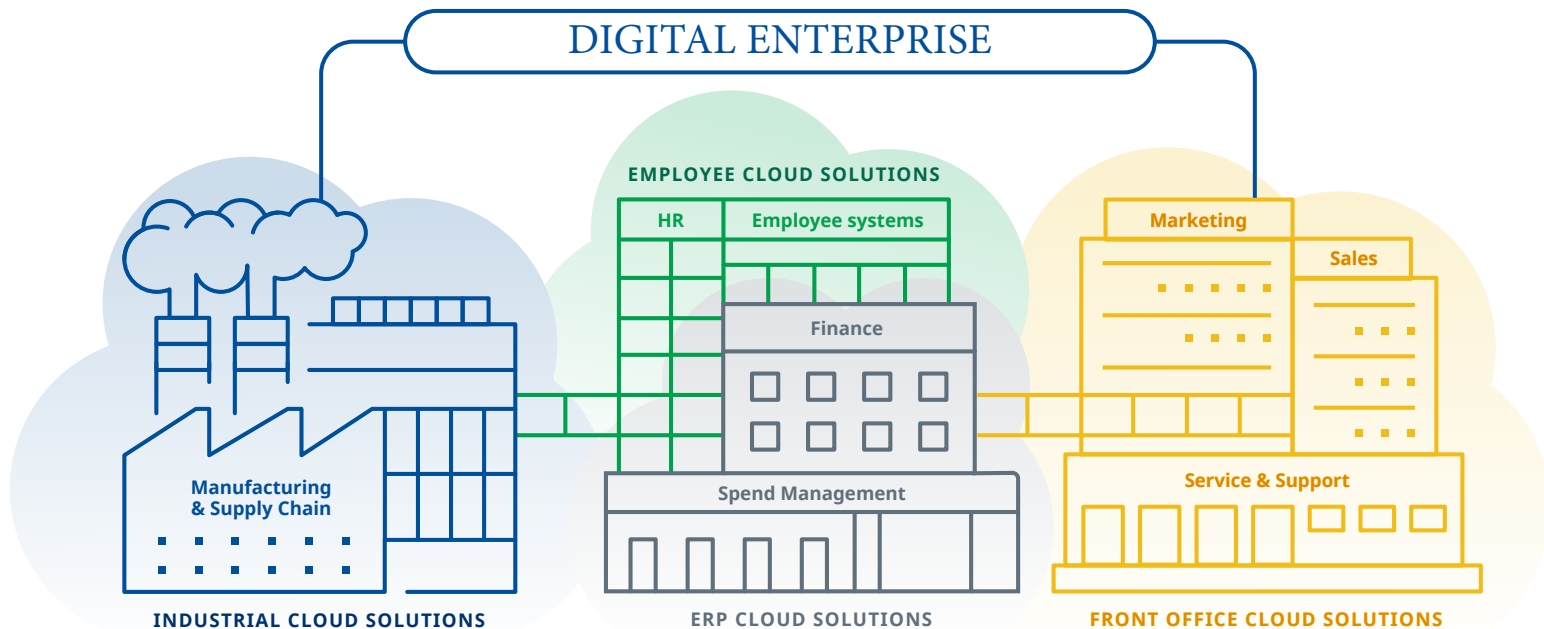 DIGITAL ENTERPRISE
EMPLOYEE CLOUD SOLUTIONS
HR
Employee systems
Marketing
Sales
Finance
Manufacturing
& Supply Chain
Spend Management
Service & Support
INDUSTRIAL CLOUD SOLUTIONS
ERP CLOUD SOLUTIONS
FRONT OFFICE CLOUD SOLUTIONS